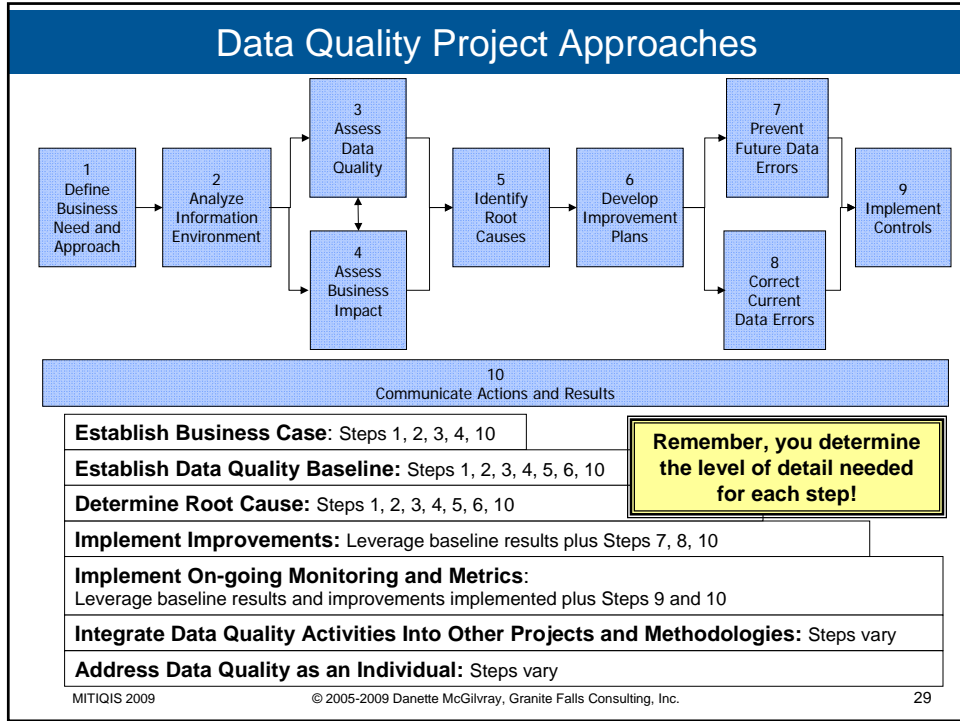 Data Quality Project Approaches
1
Define
Business
Need and
Approach
2
Analyze
Information
Environment
3
Assess
Data
Quality
4
Assess
Business
Impact
5
Identify
Root
Causes
6
Develop
Improvement
Plans
7
Prevent
Future Data
Errors
8
Correct
Current
Data Errors
9
Implement
Controls
10
Communicate Actions and Results
Establish Business Case: Steps 1, 2, 3, 4, 10
Establish Data Quality Baseline: Steps 1, 2, 3, 4, 5, 6, 10
Determine Root Cause: Steps 1, 2, 3, 4, 5, 6, 10
Remember, you determine
the level of detail needed
for each step!
Implement Improvements: Leverage baseline results plus Steps 7, 8, 10
Implement On-going Monitoring and Metrics:
Leverage baseline results and improvements implemented plus Steps 9 and 10
Integrate Data Quality Activities Into Other Projects and Methodologies: Steps vary
Address Data Quality as an Individual: Steps vary
MITIQIS 2009 © 2005-2009 Danette McGilvray, Granite Falls Consulting, Inc. 29